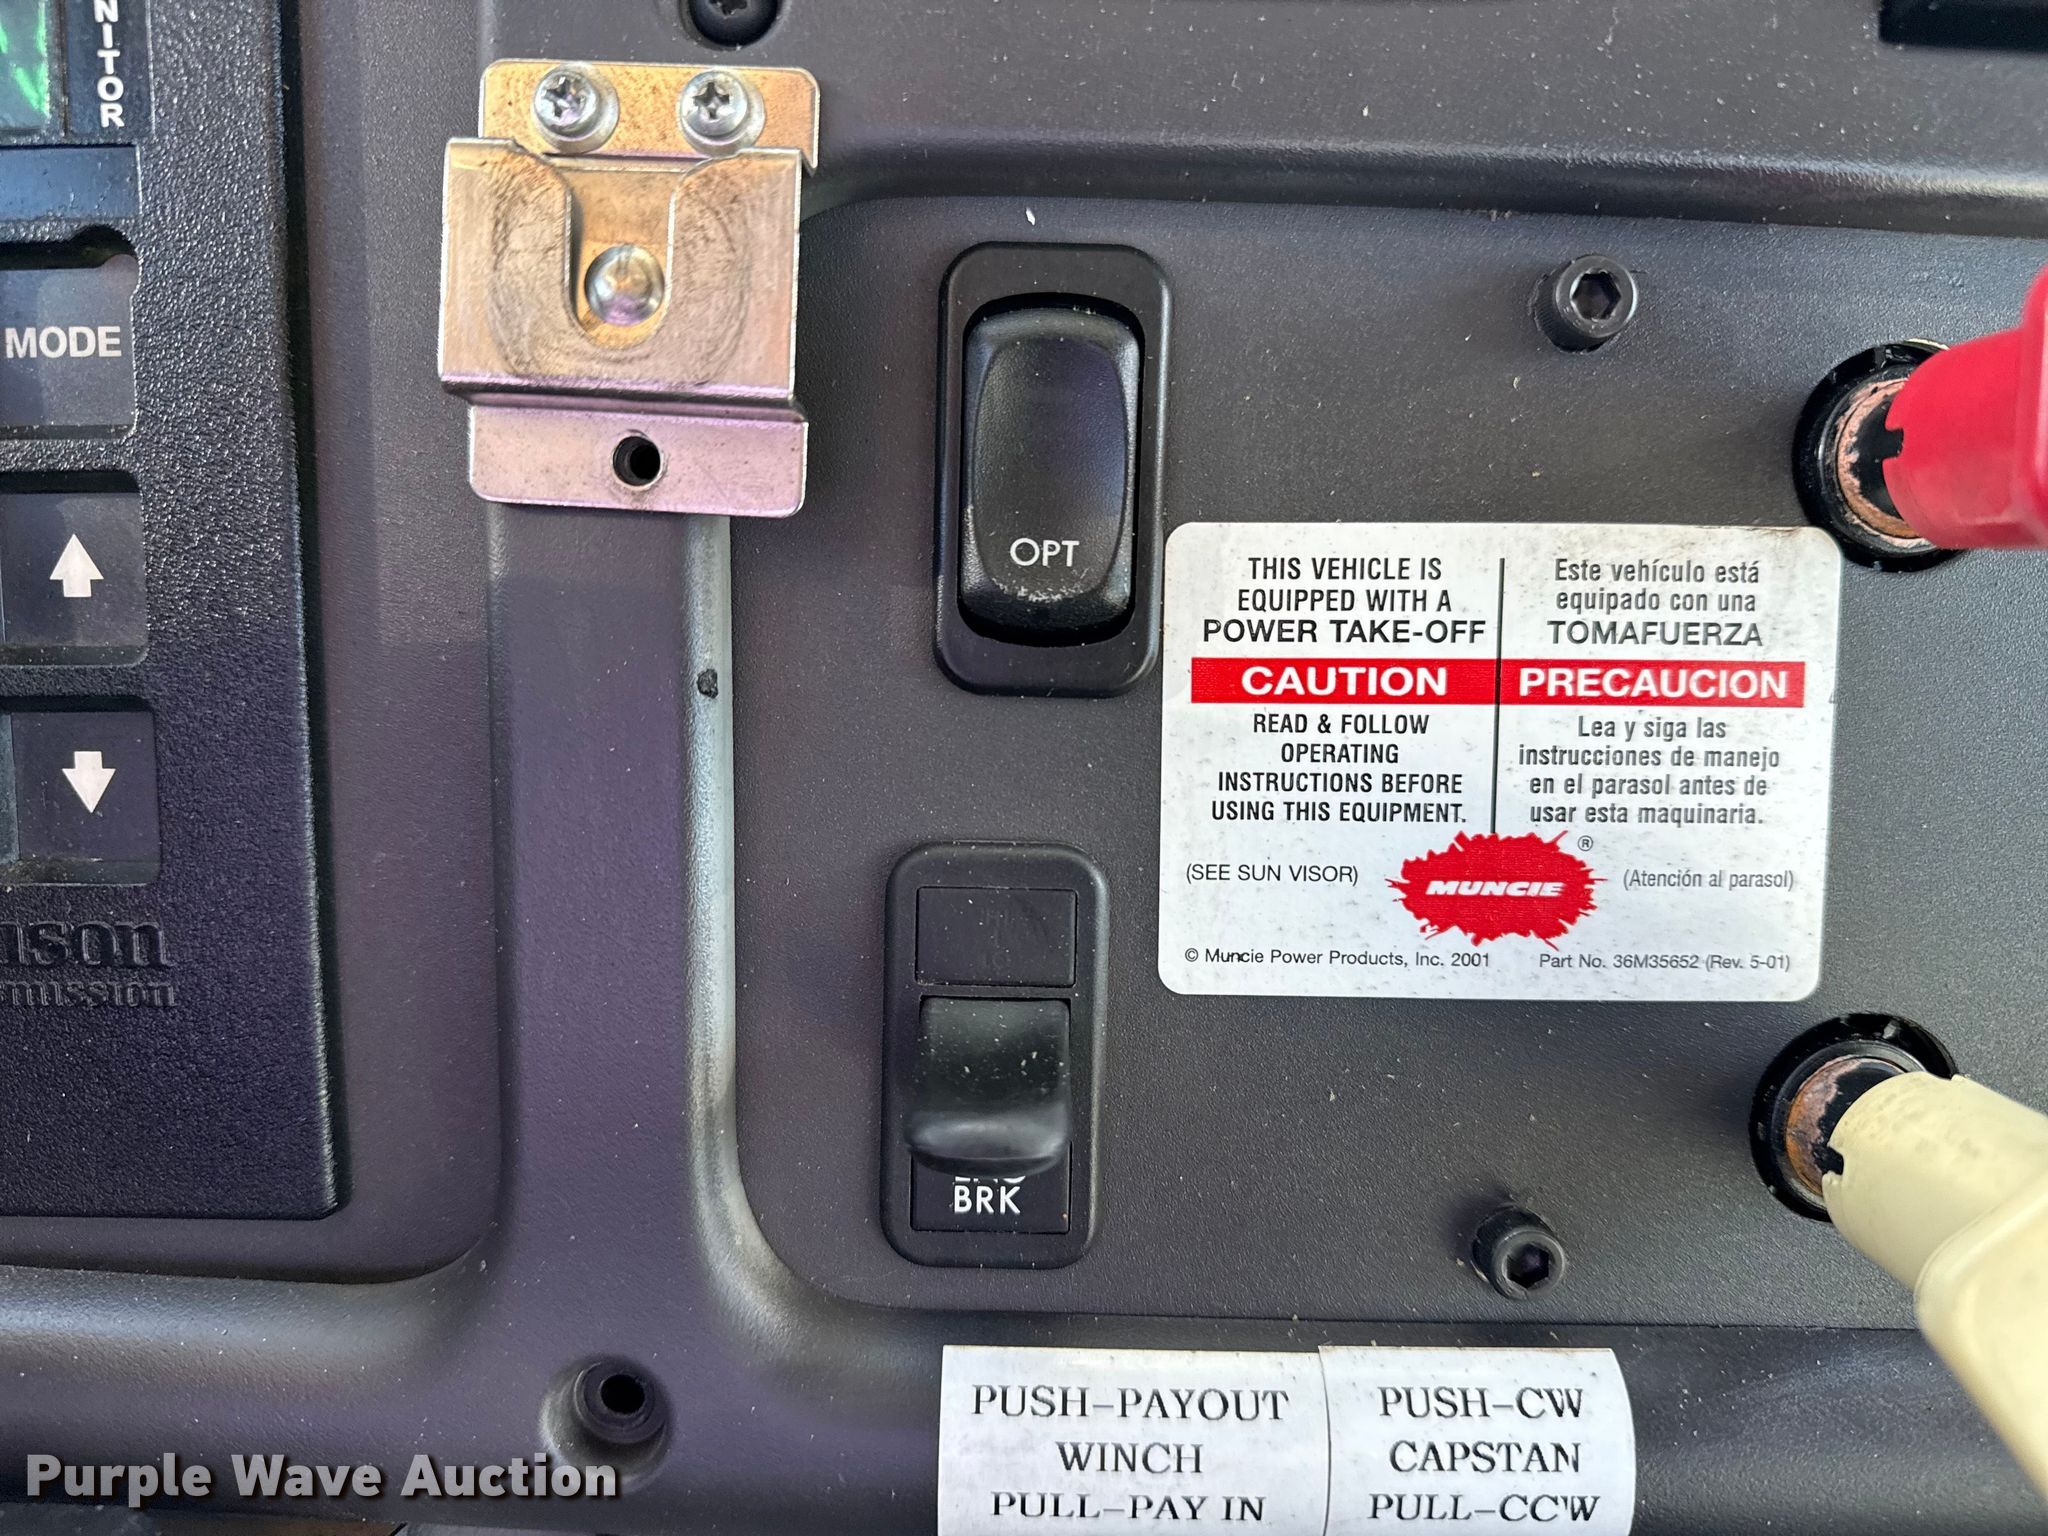 MODE
OPT
THIS VEHICLE IS
EQUIPPED WITH A
POWER TAKE-OFF
CAUTION
READ & FOLLOW
OPERATING
INSTRUCTIONS BEFORE
USING THIS EQUIPMENT.
(SEE SUN VISOR)
Este vehículo está
equipado con una
TOMAFUERZA
PRECAUCION
Lea y siga las
instrucciones de manejo
en el parasol antes de
usar esta maquinaria.
(Atención al parasol)
MUNCIE ®
© Muncie Power Products, Inc. 2001
Part No. 36M35652 (Rev. 5-01)
BRK
PUSH-PAYOUT
WINCH
PULL-PAY IN
PUSH-CW
CAPSTAN
PULL-CCW
Purple Wave Auction